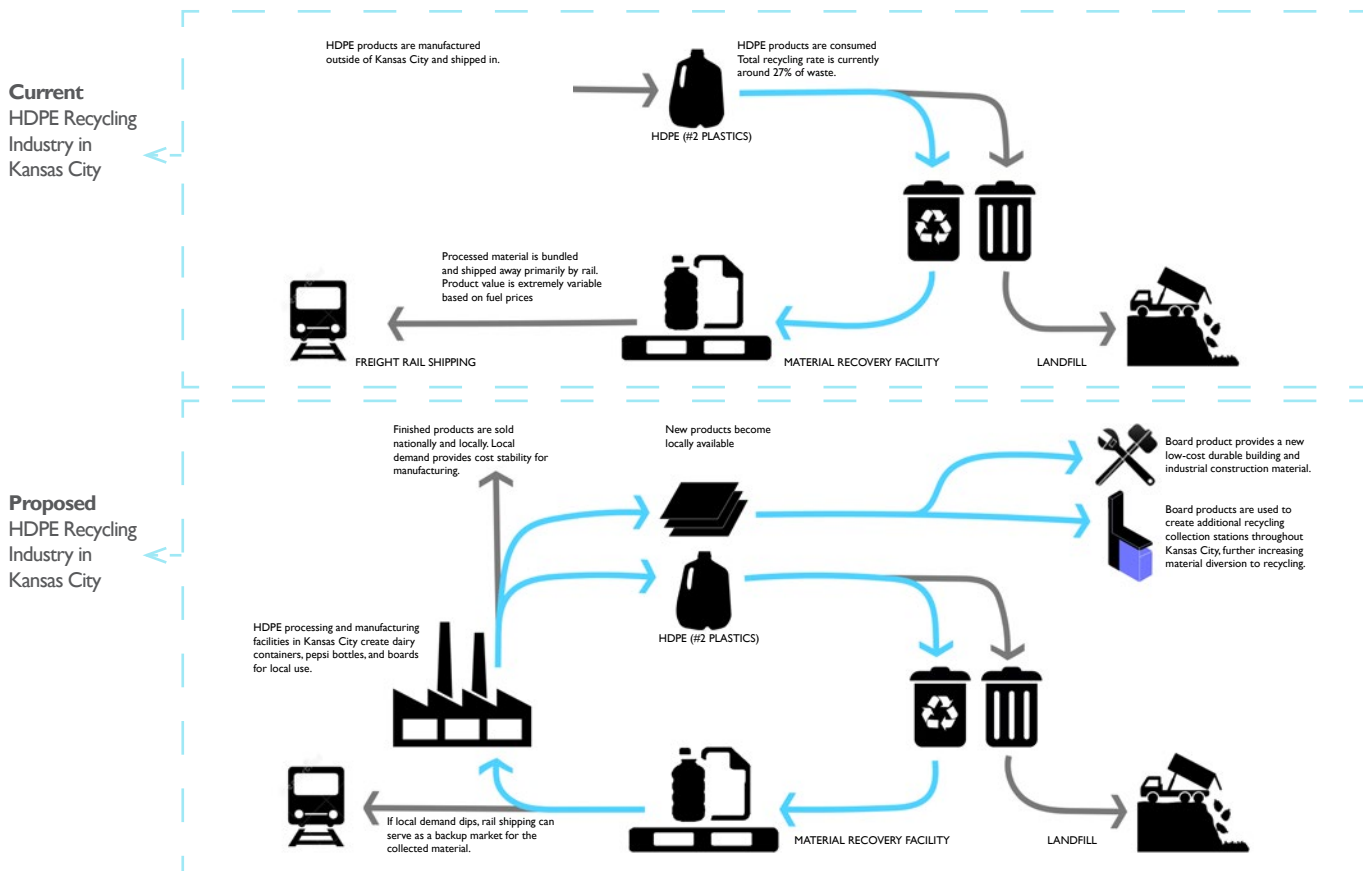 Current
HDPE Recycling
Industry in
Kansas City
HDPE products are manufactured
outside of Kansas City and shipped in.
HDPE products are consumed
Total recycling rate is currently
around 27% of waste.
HDPE (#2 PLASTICS)
Processed material is bundled
and shipped away primarily by rail.
Product value is extremely variable
based on fuel prices
FREIGHT RAIL SHIPPING
MATERIAL RECOVERY FACILITY
LANDFILL
Proposed
HDPE Recycling
Industry in
Kansas City
Finished products are sold
nationally and locally. Local
demand provides cost stability for
manufacturing.
New products become
locally available
Board product provides a new
low-cost durable building and
industrial construction material.
Board products are used to
create additional recycling
collection stations throughout
Kansas City, further increasing
material diversion to recycling.
HDPE (#2 PLASTICS)
HDPE processing and manufacturing
facilities in Kansas City create dairy
containers, pepsi bottles, and boards
for local use.
If local demand dips, rail shipping can
serve as a backup market for the
collected material.
MATERIAL RECOVERY FACILITY
LANDFILL